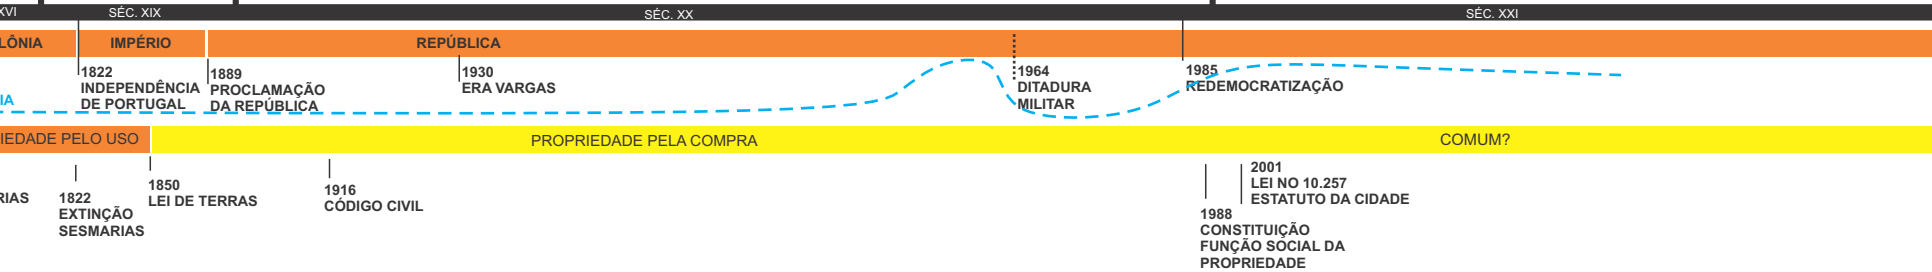 XVI
SÉC. XIX
SÉC. XX
SÉC. XXI
LÔNIA
IMPÉRIO
REPÚBLICA
1822
INDEPENDÊNCIA
DE PORTUGAL
1889
PROCLAMAÇÃO
DA REPÚBLICA
1930
ERA VARGAS
1964
DITADURA
MILITAR
1985
REDEMOCRATIZAÇÃO
IA
IEDADE PELO USO
PROPRIEDADE PELA COMPRA
COMUM?
RIAS
1822
EXTINÇÃO
SESMARIAS
1850
LEI DE TERRAS
1916
CÓDIGO CIVIL
1988
CONSTITUIÇÃO
FUNÇÃO SOCIAL DA
PROPRIEDADE
2001
LEI NO 10.257
ESTATUTO DA CIDADE